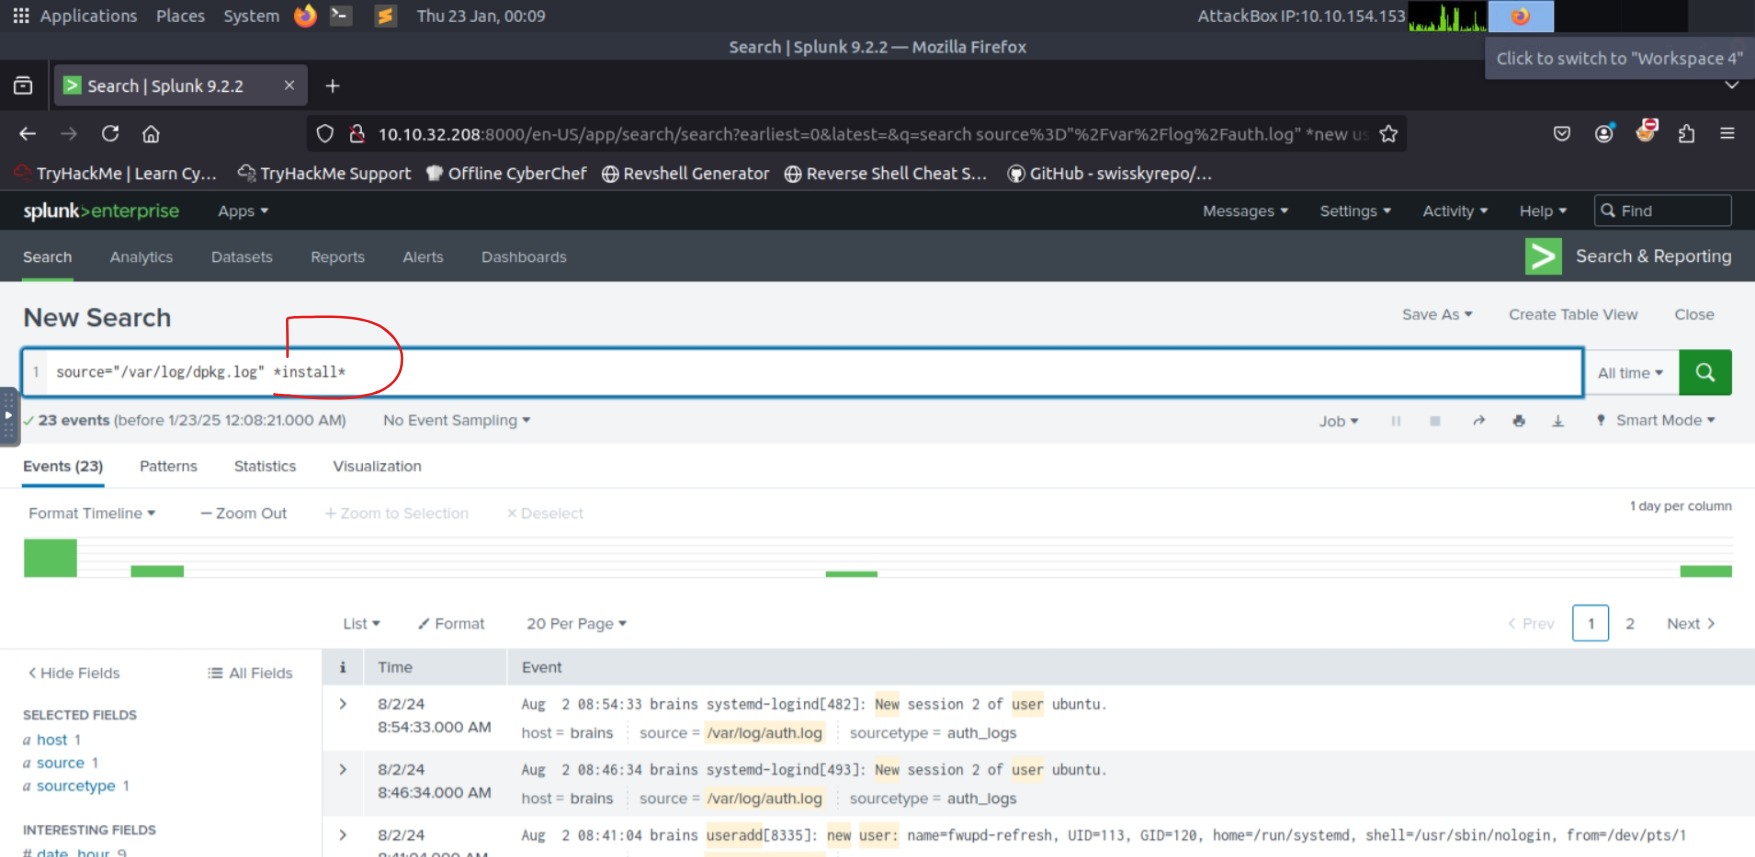 Applications Places System Thu 23 Jan, 00:09 AttackBox IP:10.10.154.153
Search | Splunk 9.2.2 — Mozilla Firefox
Click to switch to "Workspace 4"
Search | Splunk 9.2.2
10.10.32.208:8000/en-US/app/search/search?earliest=0&latest=&q=search source%3D"%2Fvar%2Flog%2Fauth.log" *new us
TryHackMe | Learn Cy... TryHackMe Support Offline CyberChef Revshell Generator Reverse Shell Cheat S... GitHub - swisskyrepo/...
splunk>enterprise Apps Messages Settings Activity Help Find
Search Analytics Datasets Reports Alerts Dashboards Search & Reporting
New Search Save As Create Table View Close
1 source="/var/log/dpkg.log" *install* All time
✓ 23 events (before 1/23/25 12:08:21.000 AM) No Event Sampling Job Smart Mode
Events (23) Patterns Statistics Visualization
Format Timeline — Zoom Out + Zoom to Selection × Deselect 1 day per column
List Format 20 Per Page < Prev 1 2 Next >
< Hide Fields All Fields i Time Event
SELECTED FIELDS
a host 1
a source 1
a sourcetype 1
INTERESTING FIELDS
# date_hour 9
> 8/2/24 8:54:33.000 AM Aug 2 08:54:33 brains systemd-logind[482]: New session 2 of user ubuntu.
host = brains source = /var/log/auth.log sourcetype = auth_logs
> 8/2/24 8:46:34.000 AM Aug 2 08:46:34 brains systemd-logind[493]: New session 2 of user ubuntu.
host = brains source = /var/log/auth.log sourcetype = auth_logs
> 8/2/24 8:41:04.000 AM Aug 2 08:41:04 brains useradd[8335]: new user: name=fwupd-refresh, UID=113, GID=120, home=/run/systemd, shell=/usr/sbin/nologin, from=/dev/pts/1